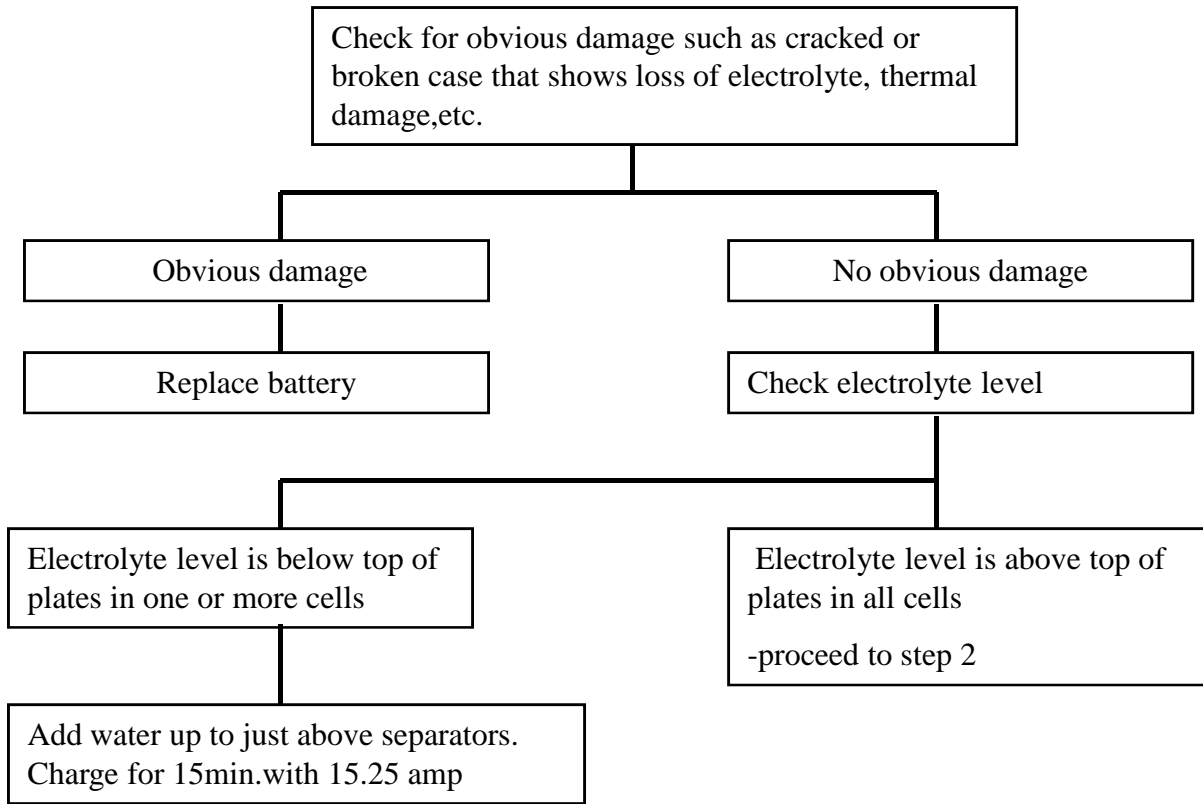 Check for obvious damage such as cracked or
broken case that shows loss of electrolyte, thermal
damage,etc.
Obvious damage
No obvious damage
Replace battery
Check electrolyte level
Electrolyte level is below top of
plates in one or more cells
Electrolyte level is above top of
plates in all cells
-proceed to step 2
Add water up to just above separators.
Charge for 15min.with 15.25 amp